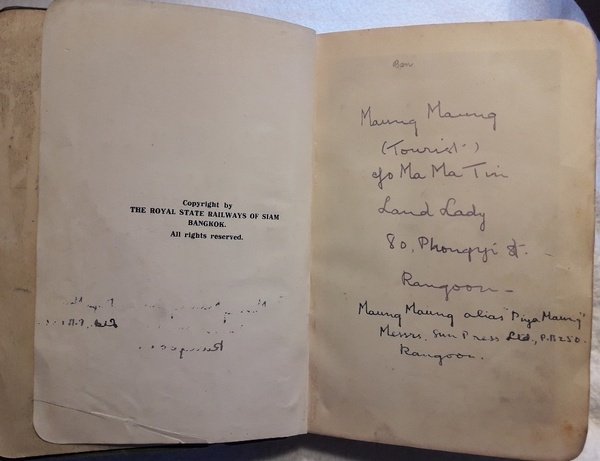 Copyright by
THE ROYAL STATE RAILWAYS OF SIAM
BANGKOK.
All rights reserved.
Ben
Maung Maung
(Tourist)
c/o Ma Ma Tin
Land Lady
80, Phongyi St.
Rangoon
Maung Maung alias "Piya Maung"
Messrs. Sun Press Ltd., P.B 250.
Rangoon.